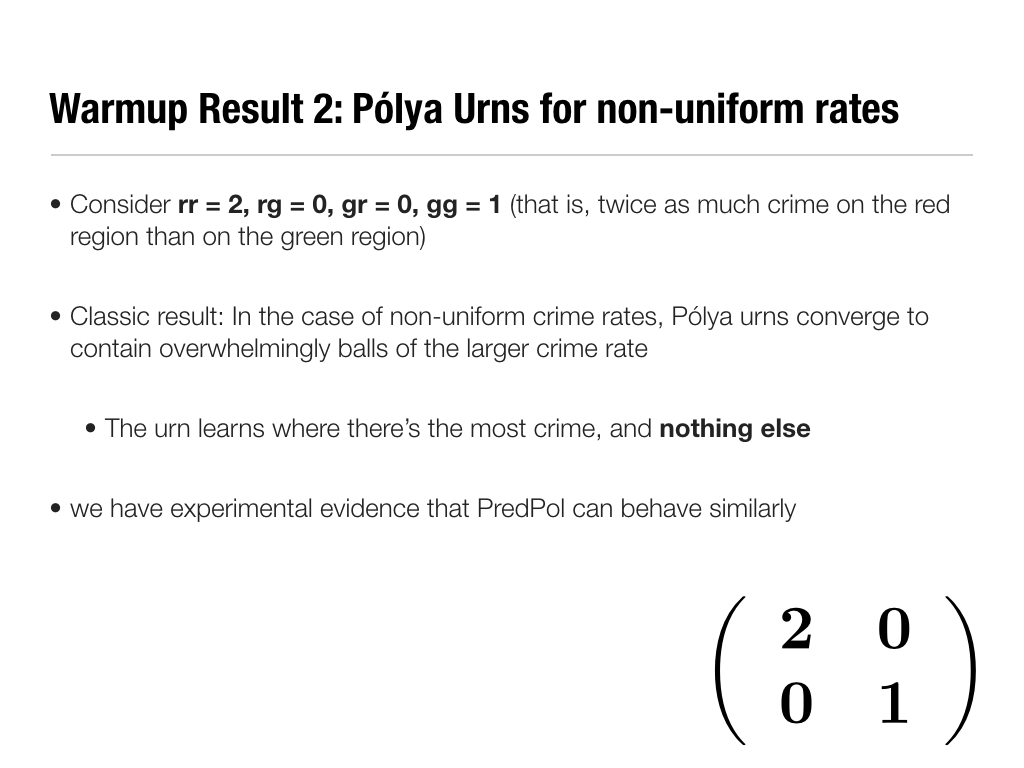 Warmup Result 2: Pólya Urns for non-uniform rates
• Consider rr = 2, rg = 0, gr = 0, gg = 1 (that is, twice as much crime on the red
region than on the green region)
• Classic result: In the case of non-uniform crime rates, Pólya urns converge to
contain overwhelmingly balls of the larger crime rate
• The urn learns where there’s the most crime, and nothing else
• we have experimental evidence that PredPol can behave similarly
2 0
0 1